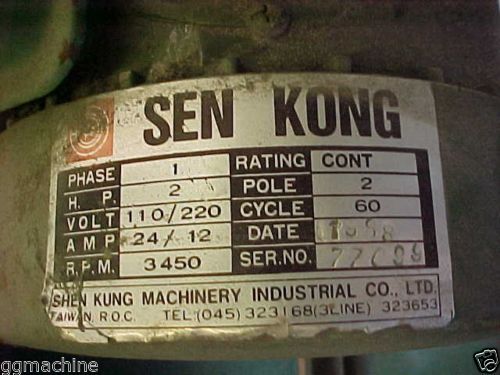 SEN KONG
PHASE 1 RATING CONT
H. P. 2 POLE 2
VOLT 110/220 CYCLE 60
AMP 24/12 DATE
R.P.M. 3450 SER.NO.
SHEN KUNG MACHINERY INDUSTRIAL CO., LTD.
TAIWAN, R.O.C. TEL:(045) 323168(3LINE) 323653
ggmachine